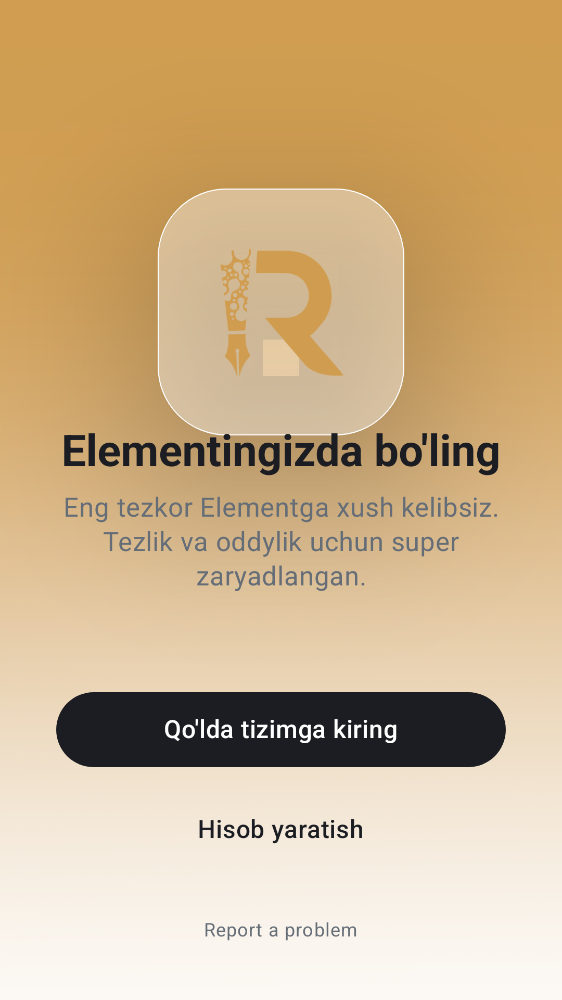 R
Elementingizda bo'ling
Eng tezkor Elementga xush kelibsiz.
Tezlik va oddylik uchun super
zaryadlangan.
Qo'lda tizimga kiring
Hisob yaratish
Report a problem